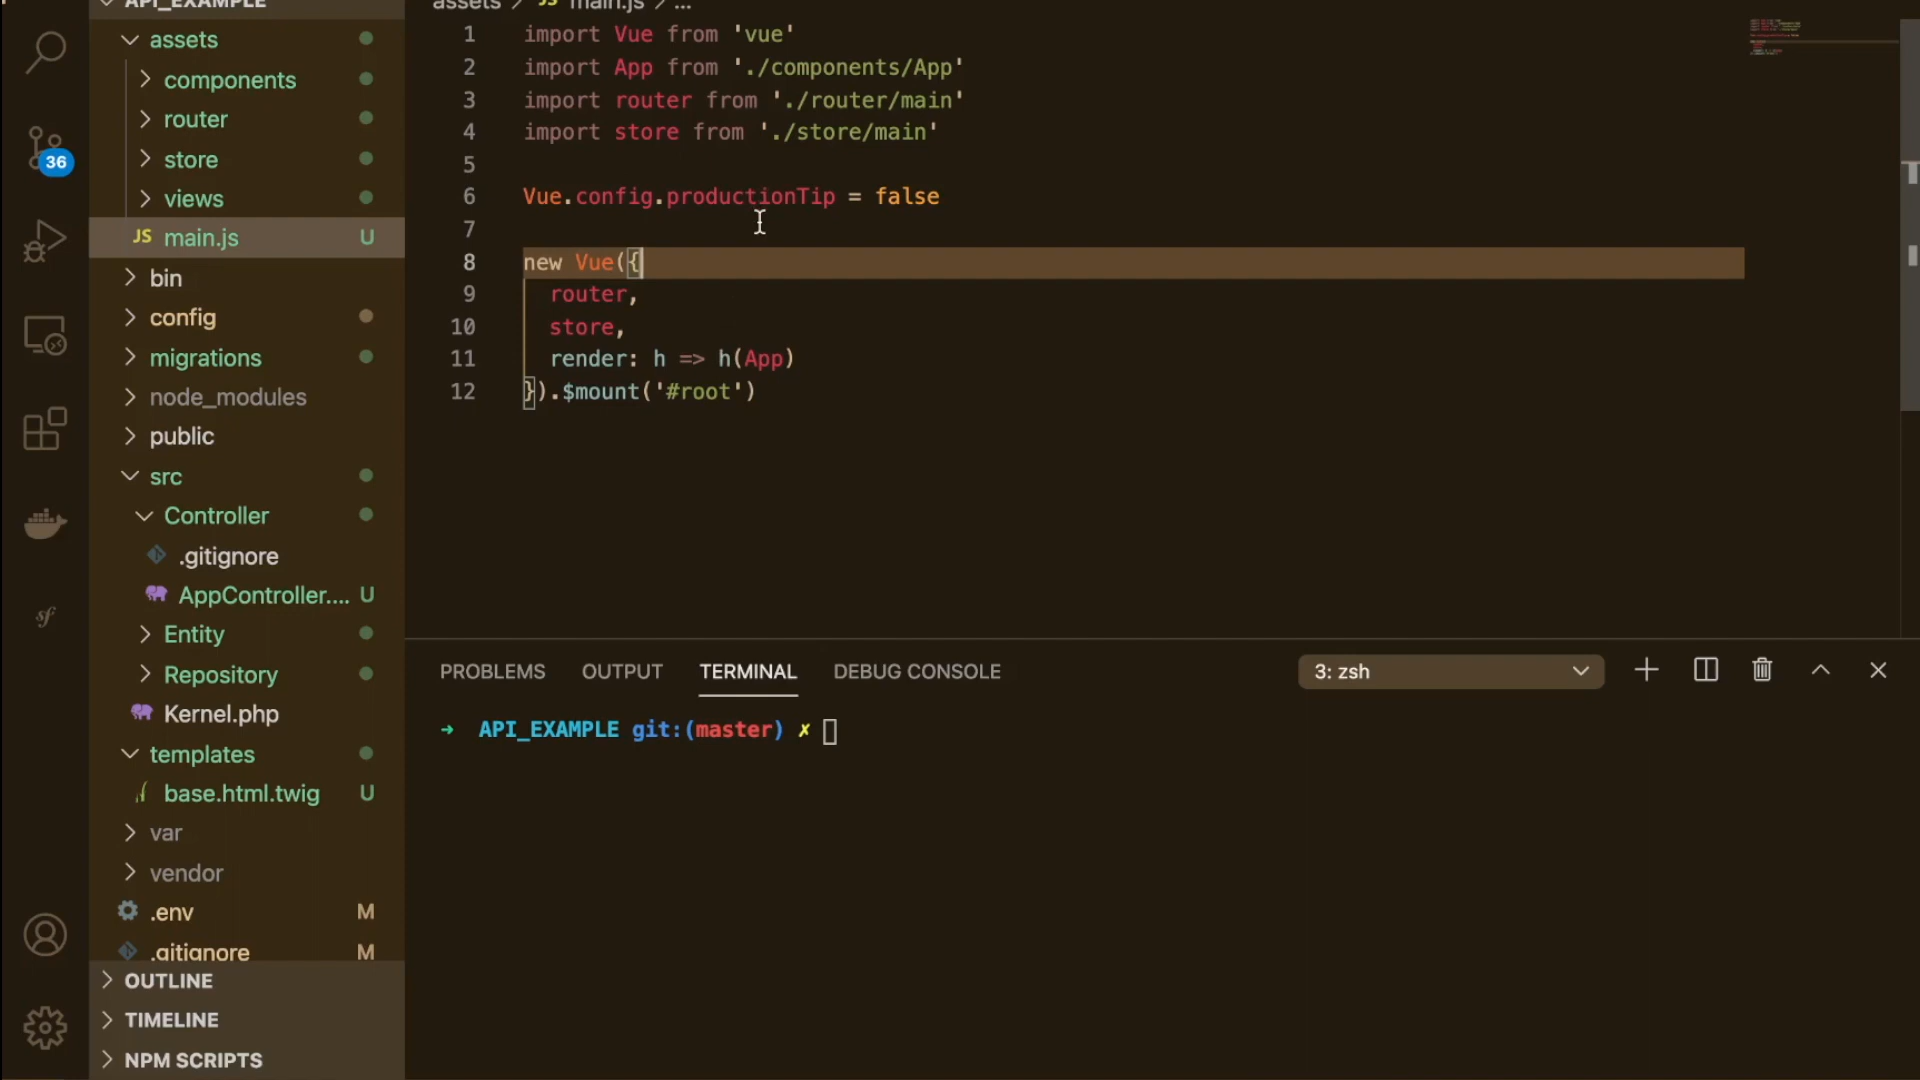 API_EXAMPLE
assets
components
router
store
views
JS main.js U
bin
config
migrations
node_modules
public
src
Controller
.gitignore
AppController.... U
Entity
Repository
Kernel.php
templates
base.html.twig U
var
vendor
.env M
.gitignore M
OUTLINE
TIMELINE
NPM SCRIPTS
36
sf
assets > JS main.js > ...
1 import Vue from 'vue'
2 import App from './components/App'
3 import router from './router/main'
4 import store from './store/main'
5
6 Vue.config.productionTip = false
7
8 new Vue({
9 router,
10 store,
11 render: h => h(App)
12 }).$mount('#root')
PROBLEMS OUTPUT TERMINAL DEBUG CONSOLE 3: zsh
→ API_EXAMPLE git:(master) ✗